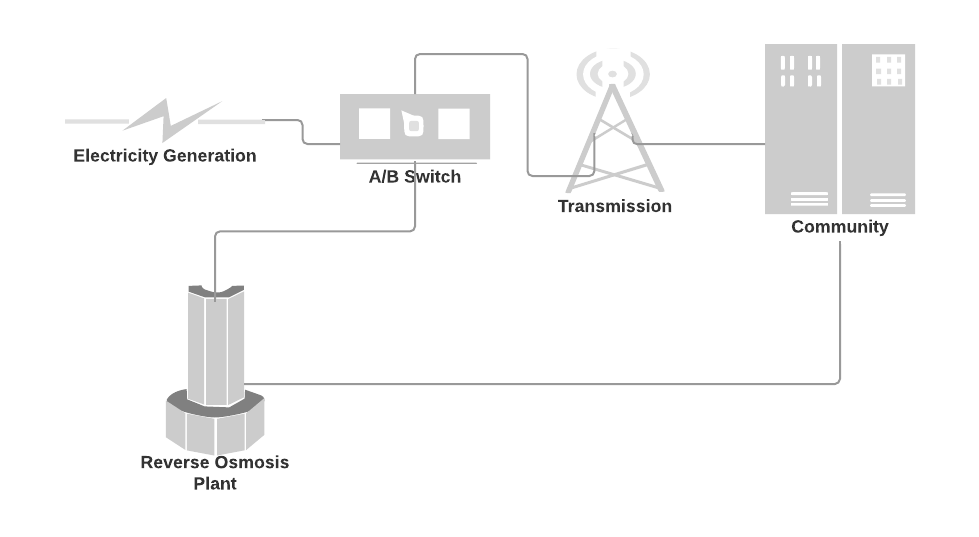 Electricity Generation
A/B Switch
Transmission
Community
Reverse Osmosis
Plant